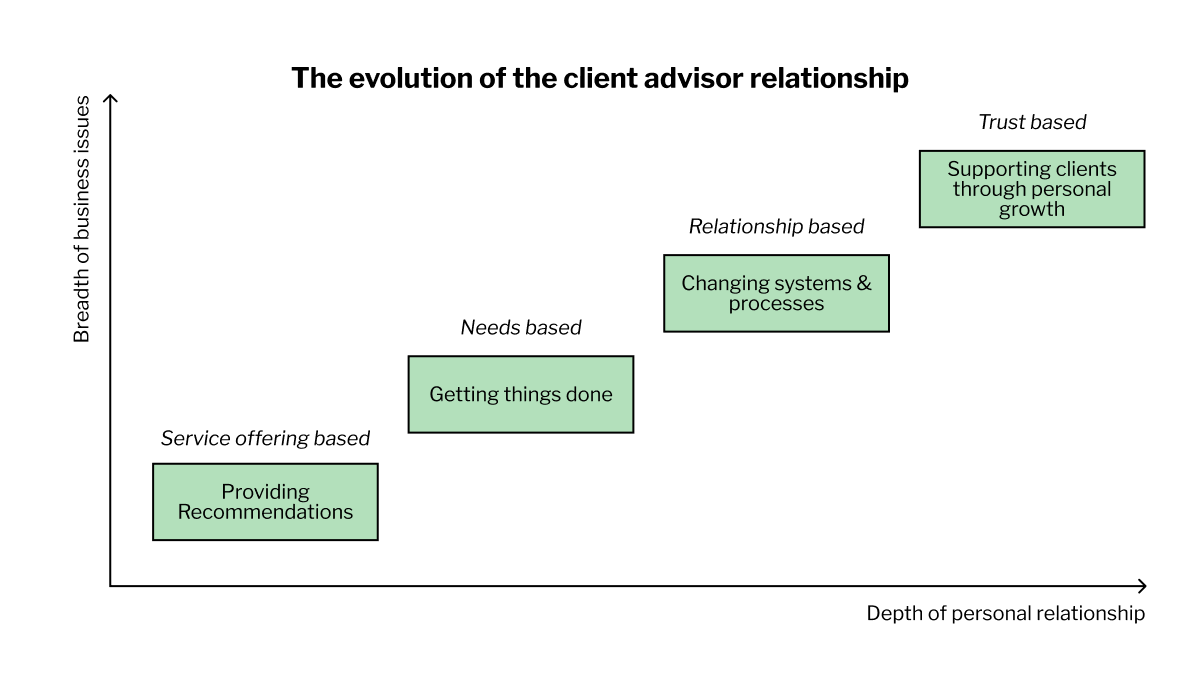 The evolution of the client advisor relationship
Breadth of business issues
Trust based
Supporting clients
through personal
growth
Relationship based
Changing systems &
processes
Needs based
Getting things done
Service offering based
Providing
Recommendations
Depth of personal relationship